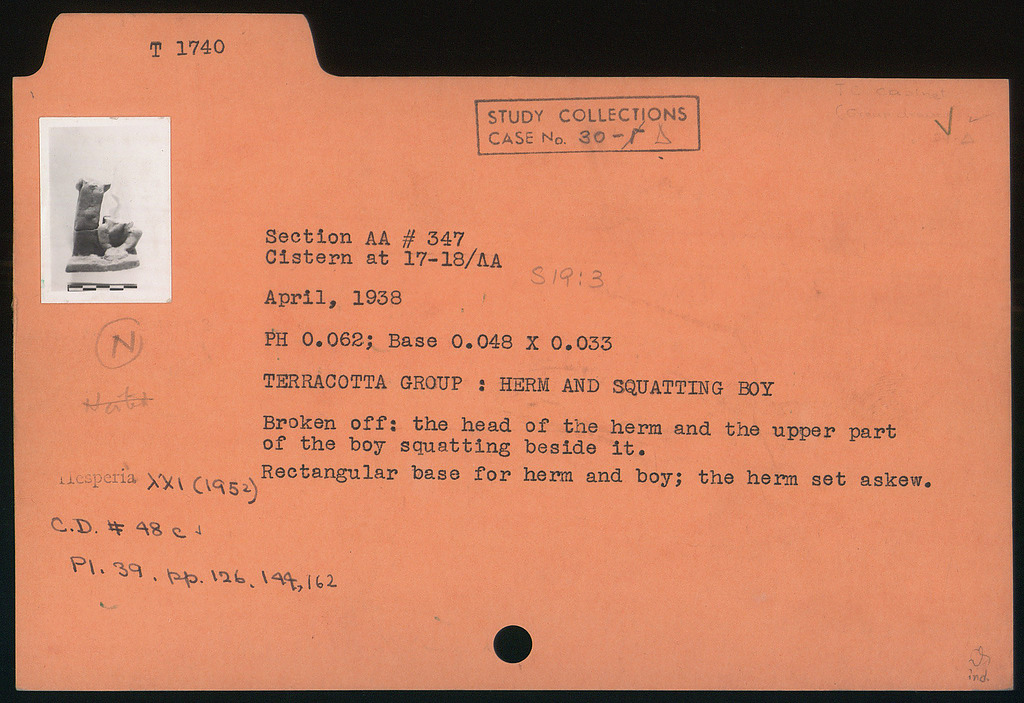 T 1740
STUDY COLLECTIONS
CASE No. 30-
Section AA # 347
Cistern at 17-18/ΛA
S19:3
April, 1938
PH 0.062; Base 0.048 X 0.033
N
TERRACOTTA GROUP : HERM AND SQUATTING BOY
Broken off: the head of the herm and the upper part
of the boy squatting beside it.
Rectangular base for herm and boy; the herm set askew.
Hesperia XXI (1952)
C.D. # 48 c
Pl. 39. pp. 126, 144, 162
ind.